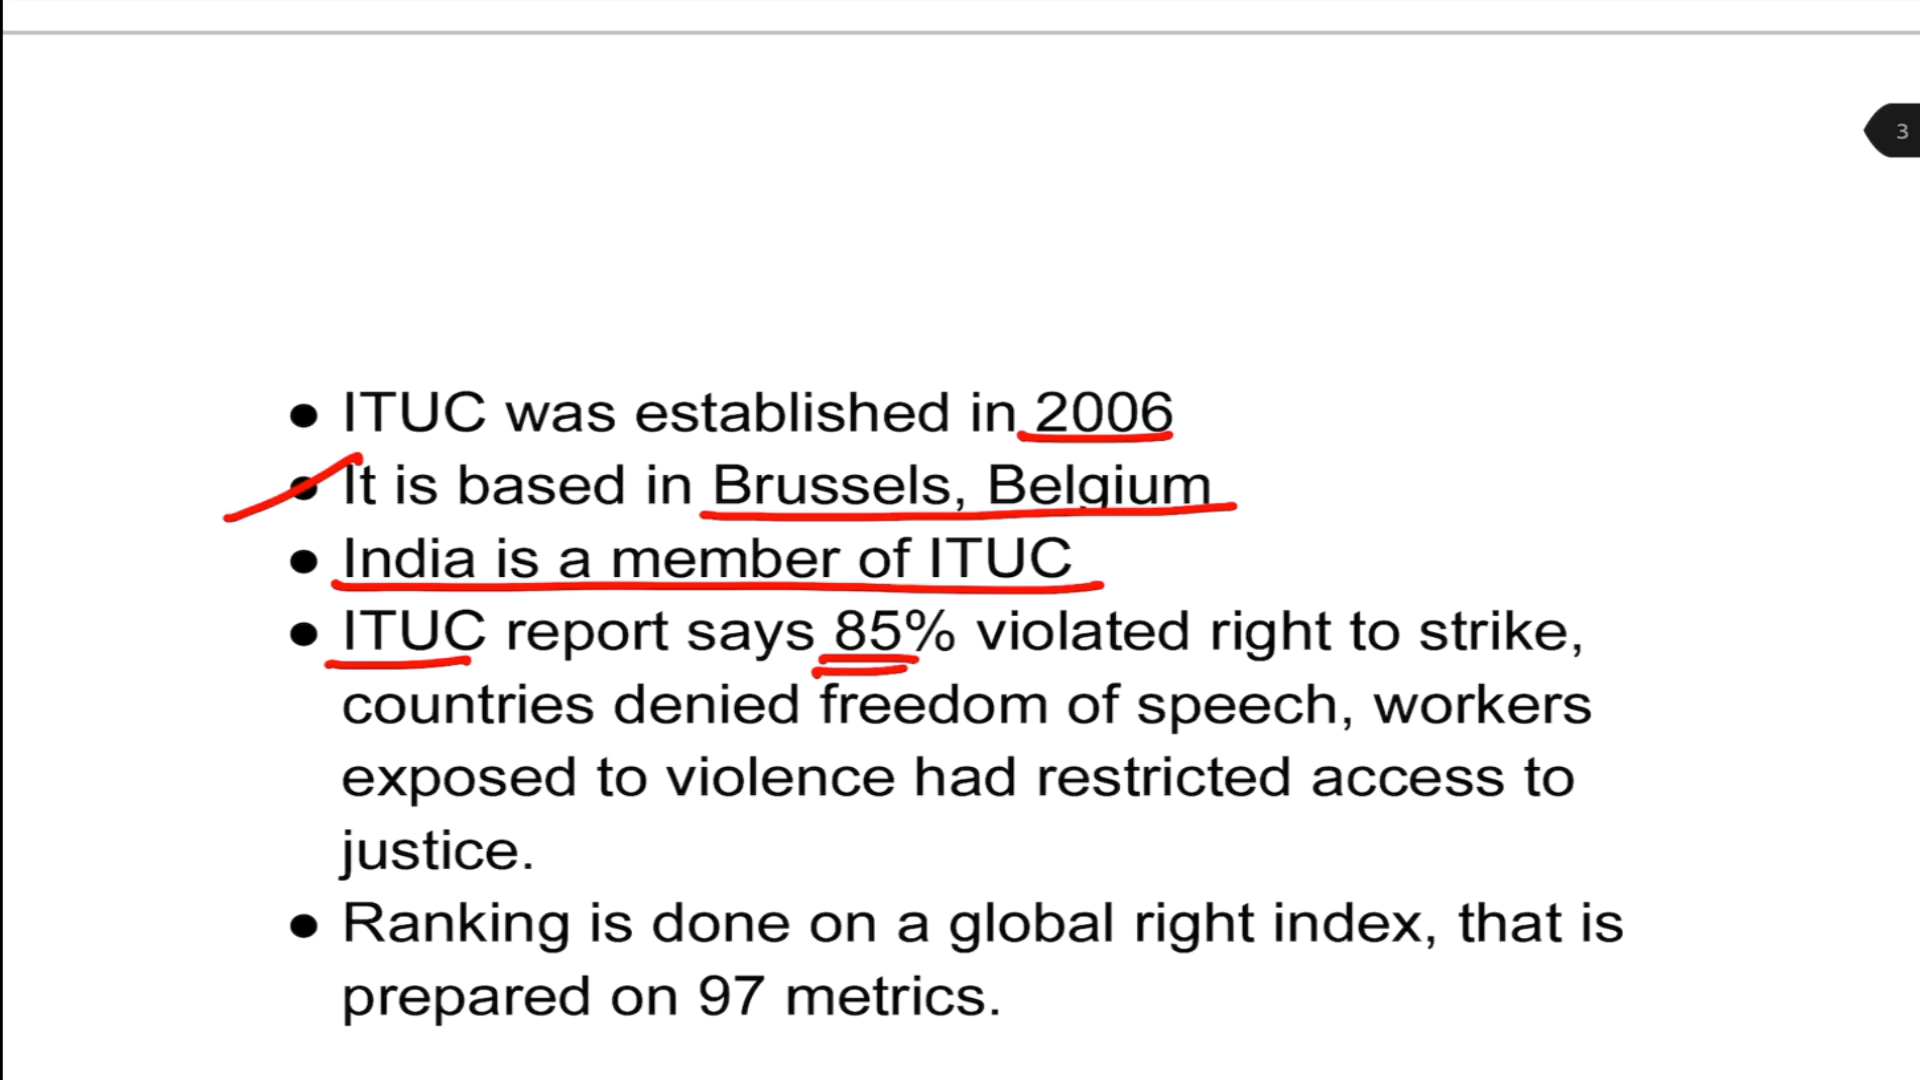 3
● ITUC was established in 2006
● It is based in Brussels, Belgium
● India is a member of ITUC
● ITUC report says 85% violated right to strike,
countries denied freedom of speech, workers
exposed to violence had restricted access to
justice.
● Ranking is done on a global right index, that is
prepared on 97 metrics.